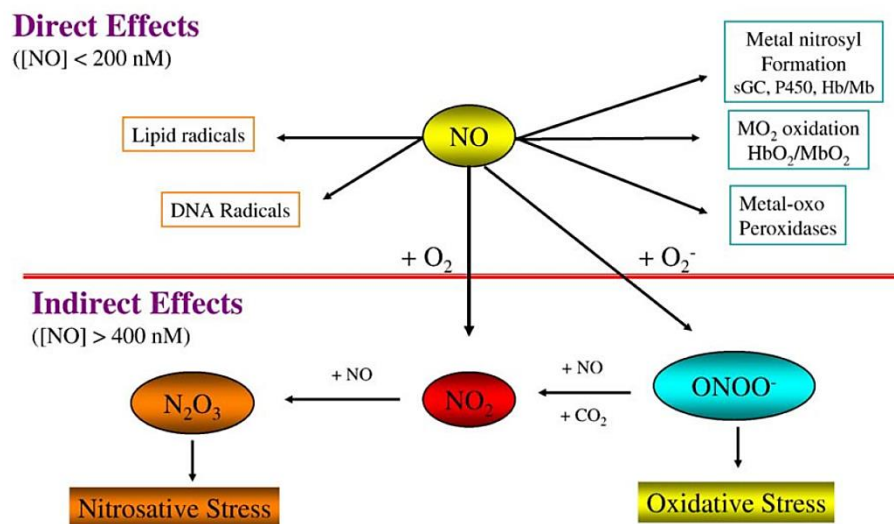 Direct Effects
([NO] < 200 nM)
Metal nitrosyl
Formation
sGC, P450, Hb/Mb
Lipid radicals
NO
MO₂ oxidation
HbO₂/MbO₂
DNA Radicals
Metal-oxo
Peroxidases
+ O₂
+ O₂⁻
Indirect Effects
([NO] > 400 nM)
N₂O₃
+ NO
NO₂
+ NO
+ CO₂
ONOO⁻
Nitrosative Stress
Oxidative Stress